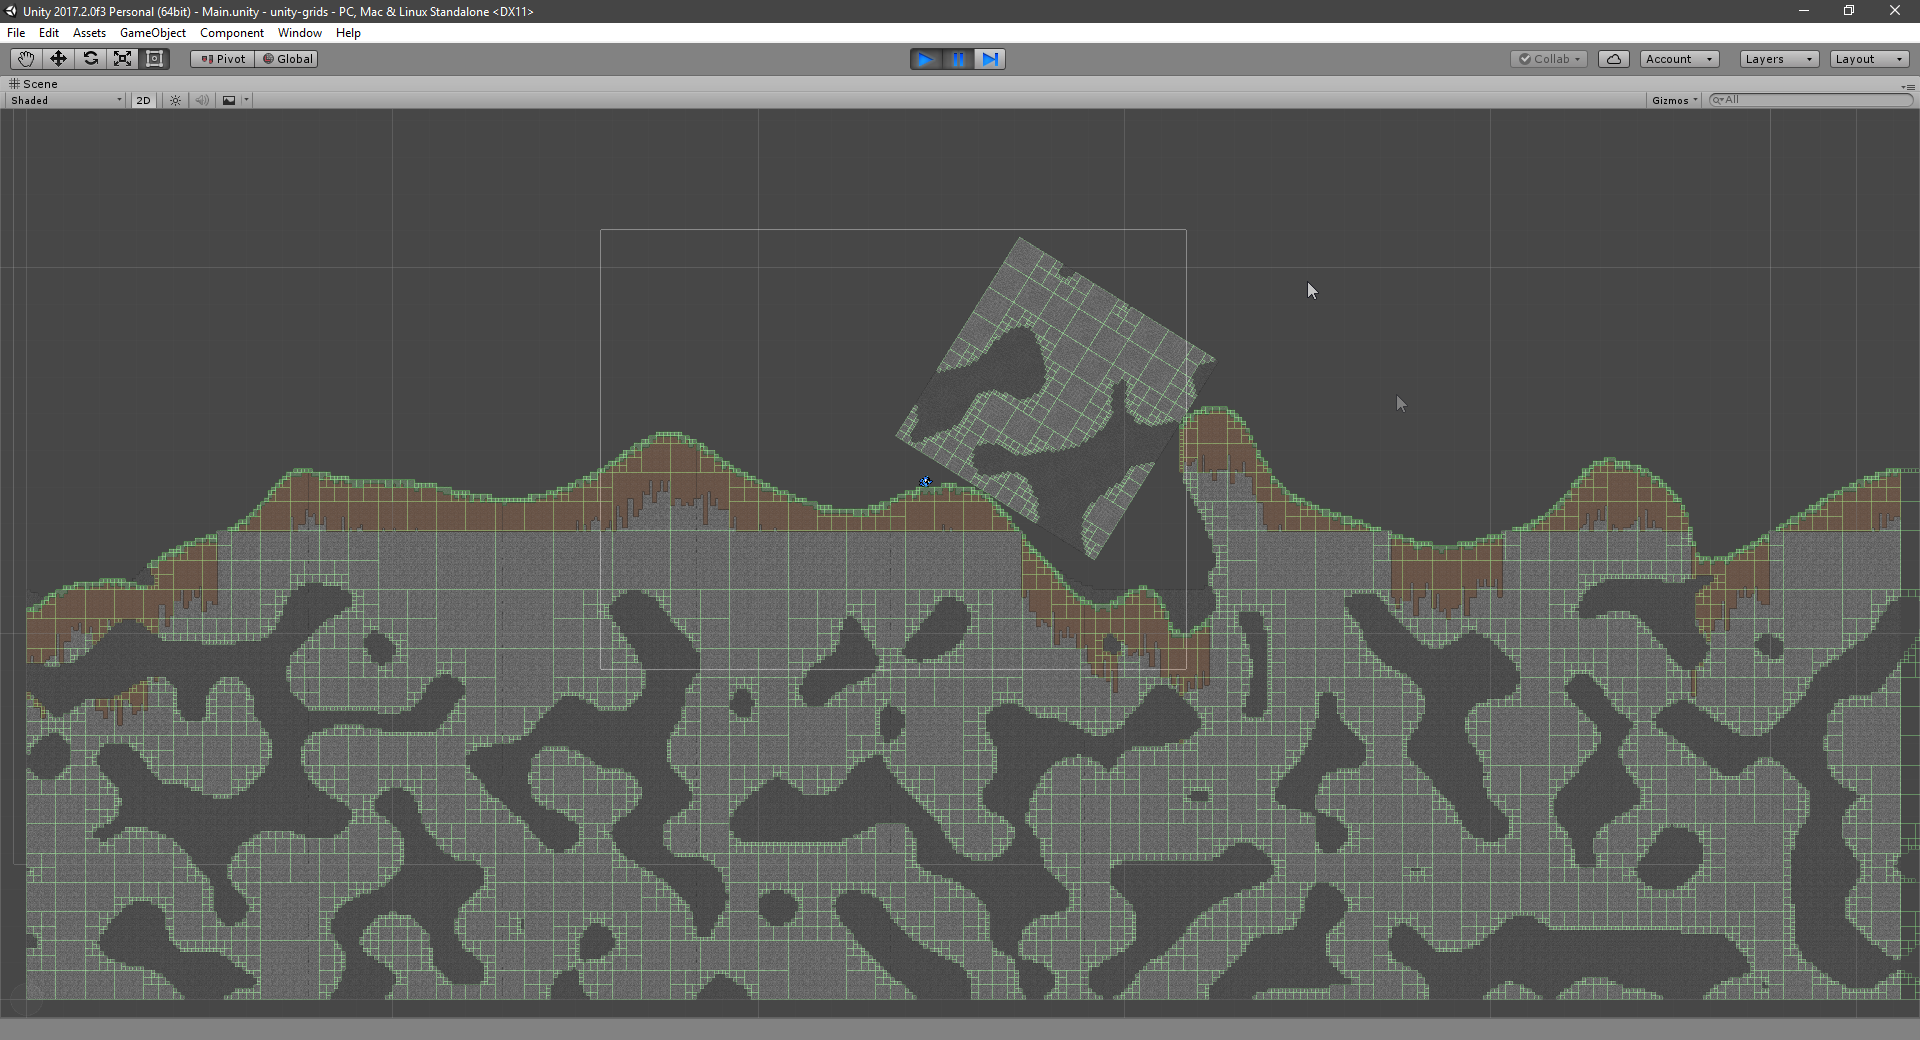 Unity 2017.2.0f3 Personal (64bit) - Main.unity - unity-grids - PC, Mac & Linux Standalone <DX11>
File Edit Assets GameObject Component Window Help
Pivot Global Collab Account Layers Layout
Scene
Shaded 2D Gizmos All